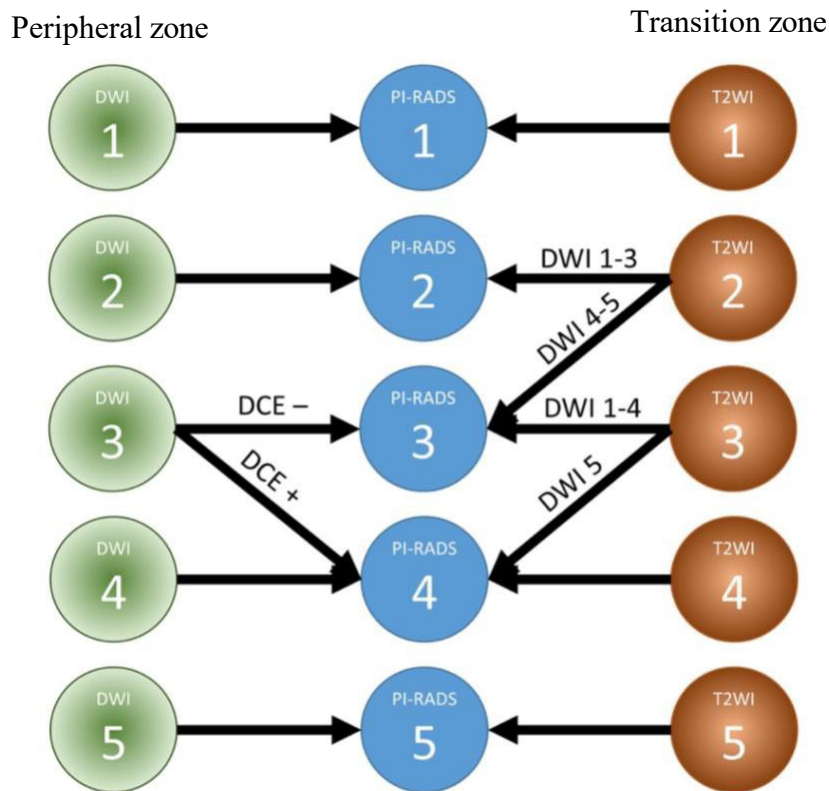 Peripheral zone
Transition zone
DWI
1
PI-RADS
1
T2WI
1
DWI
2
PI-RADS
2
DWI 1-3
DWI 4-5
T2WI
2
DWI
3
DCE –
DCE +
PI-RADS
3
DWI 1-4
DWI 5
T2WI
3
DWI
4
PI-RADS
4
T2WI
4
DWI
5
PI-RADS
5
T2WI
5